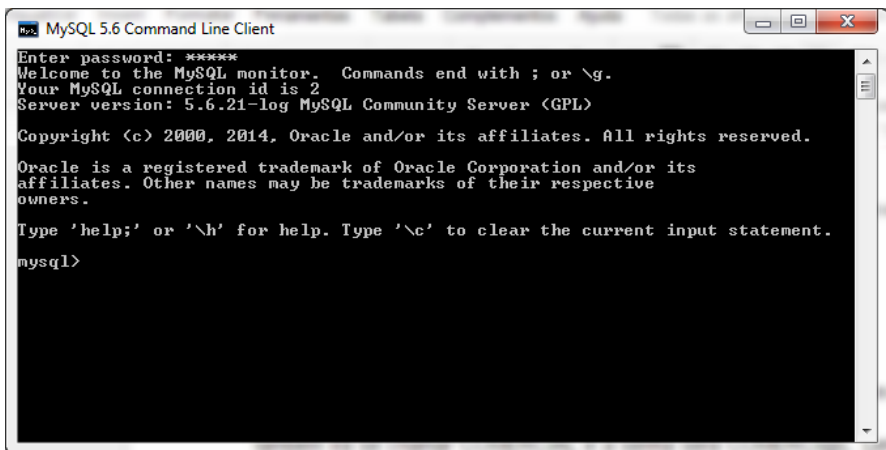 MySQL 5.6 Command Line Client
Enter password: *****
Welcome to the MySQL monitor.  Commands end with ; or \g.
Your MySQL connection id is 2
Server version: 5.6.21-log MySQL Community Server (GPL)
Copyright (c) 2000, 2014, Oracle and/or its affiliates. All rights reserved.
Oracle is a registered trademark of Oracle Corporation and/or its
affiliates. Other names may be trademarks of their respective
owners.
Type 'help;' or '\h' for help. Type '\c' to clear the current input statement.
mysql>